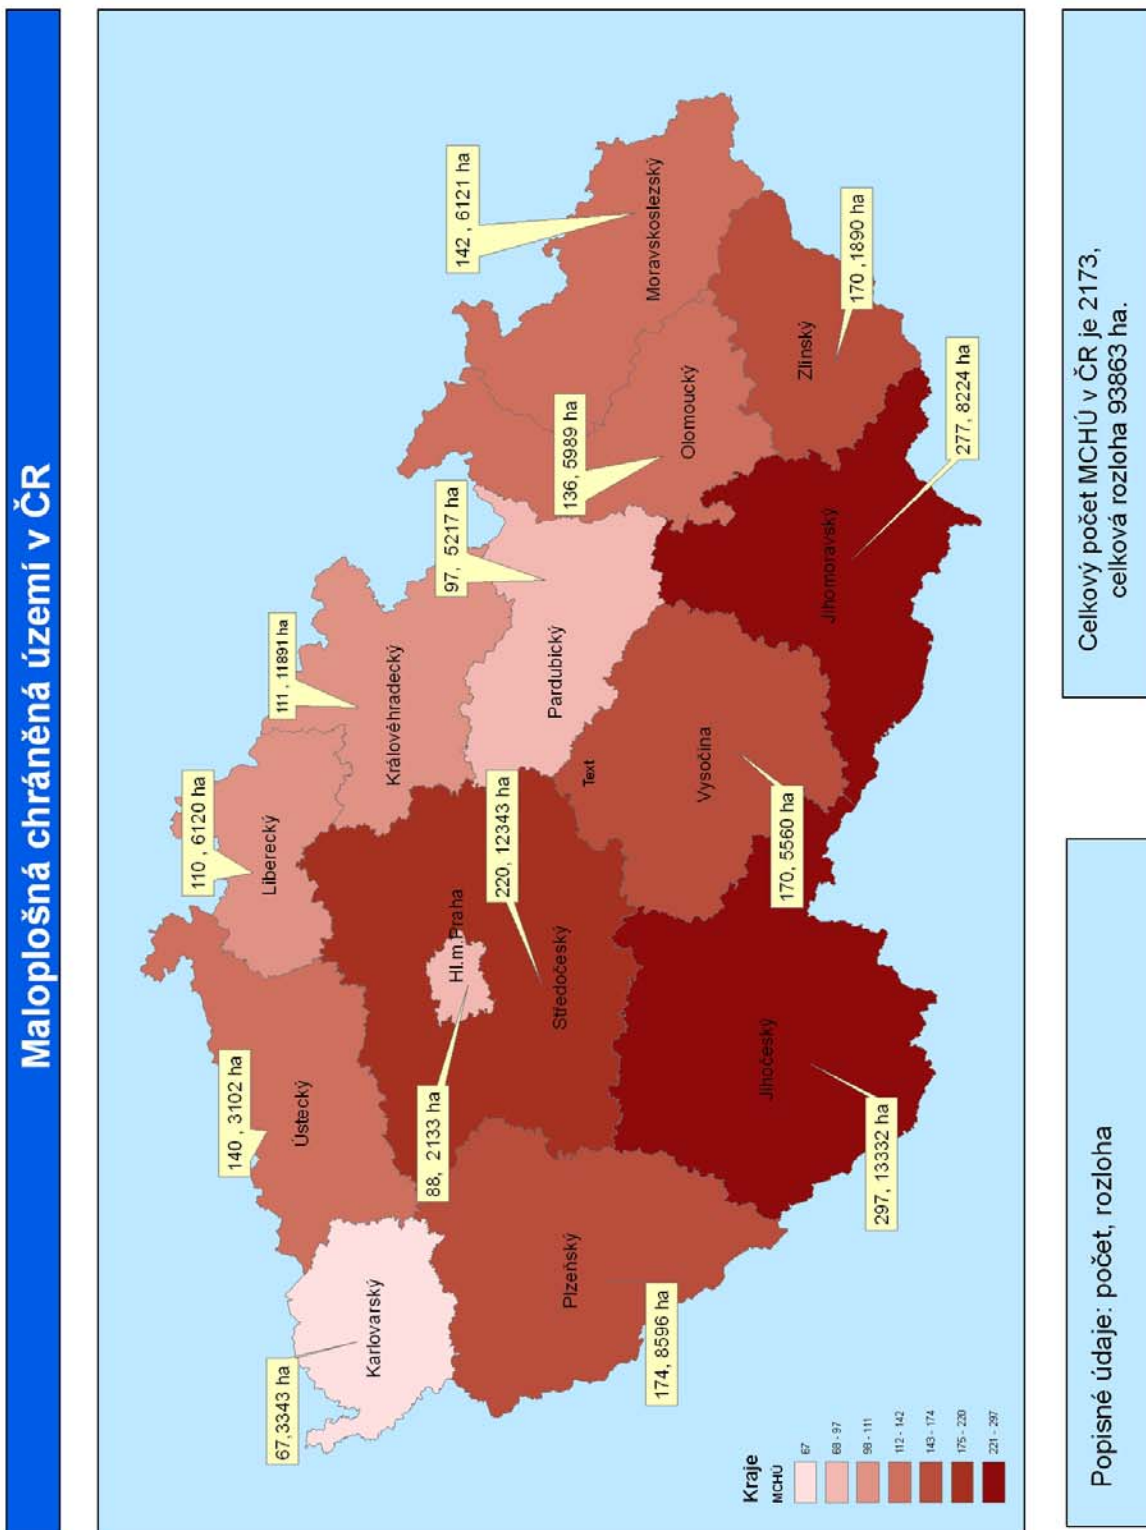 Maloplošná chráněná území v ČR
67,3343 ha
Karlovarský
140 , 3102 ha
Ústecký
110 , 6120 ha
Liberecký
111 , 11891 ha
Královéhradecký
97, 5217 ha
Pardubický
142 , 6121 ha
Moravskoslezský
136, 5989 ha
Olomoucký
170 ,1890 ha
Zlínský
277, 8224 ha
Jihomoravský
Text
Vysočina
170, 5560 ha
220, 12343 ha
Středočeský
Hl.m.Praha
88, 2133 ha
Plzeňský
174, 8596 ha
Jihočeský
297, 13332 ha
Kraje
MCHÚ
67
68 - 97
98 - 111
112 - 142
143 - 174
175 - 220
221 - 297
Popisné údaje: počet, rozloha
Celkový počet MCHÚ v ČR je 2173,
celková rozloha 93863 ha.